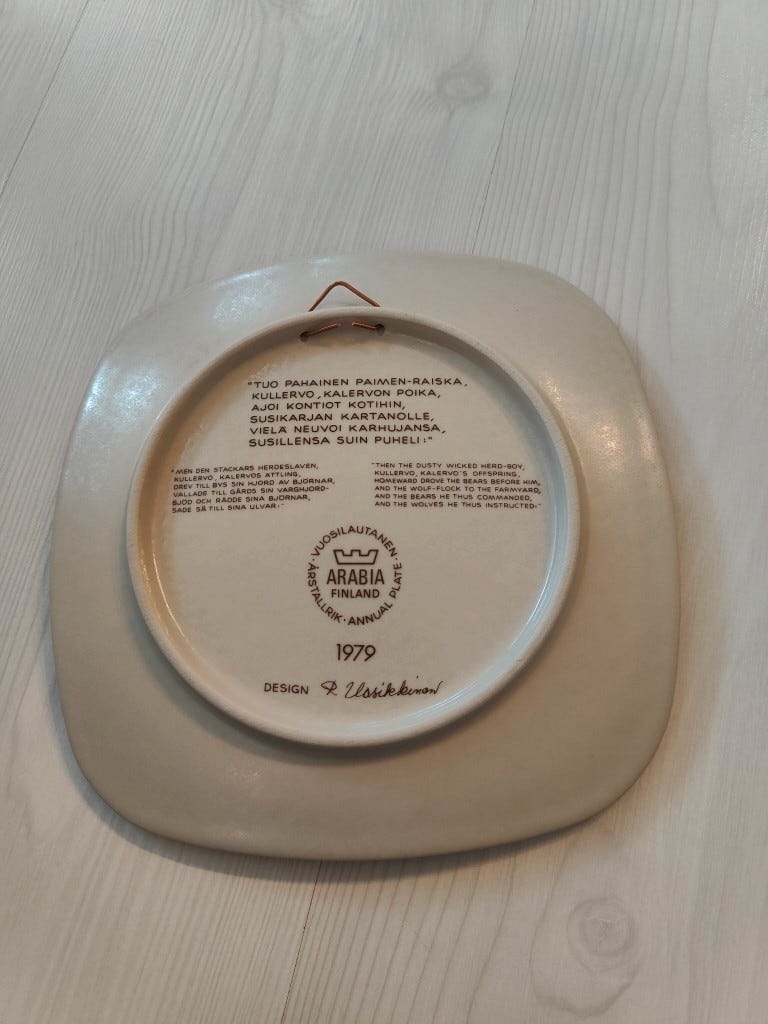 "TUO PAHAINEN PAIMEN-RAISKA,
KULLERVO, KALERVON POIKA,
AJOI KONTIOT KOTIHIN,
SUSIKARJAN KARTANOLLE,
VIELÄ NEUVOI KARHUJANSA,
SUSILLENSA SUIN PUHELI:"
"MEN DEN STACKARS HERDESLAVEN,
KULLERVO, KALERVOS ÄTTLING,
DREV TILL BYS SIN HJORD AV BJÖRNAR,
VALLADE TILL GÅRDS SIN VARGHJORD·
BJÖD OCH RÅDDE SINA BJÖRNAR,
SADE SÅ TILL SINA ULVAR:"
"THEN THE DUSTY WICKED HERD-BOY,
KULLERVO, KALERVO'S OFFSPRING,
HOMEWARD DROVE THE BEARS BEFORE HIM,
AND THE WOLF-FLOCK TO THE FARMYARD,
AND THE BEARS HE THUS COMMANDED,
AND THE WOLVES HE THUS INSTRUCTED:"
· VUOSILAUTANEN · ANNUAL PLATE · ÅRSTALLRIK
ARABIA
FINLAND
1979
DESIGN R. Uosikkinen